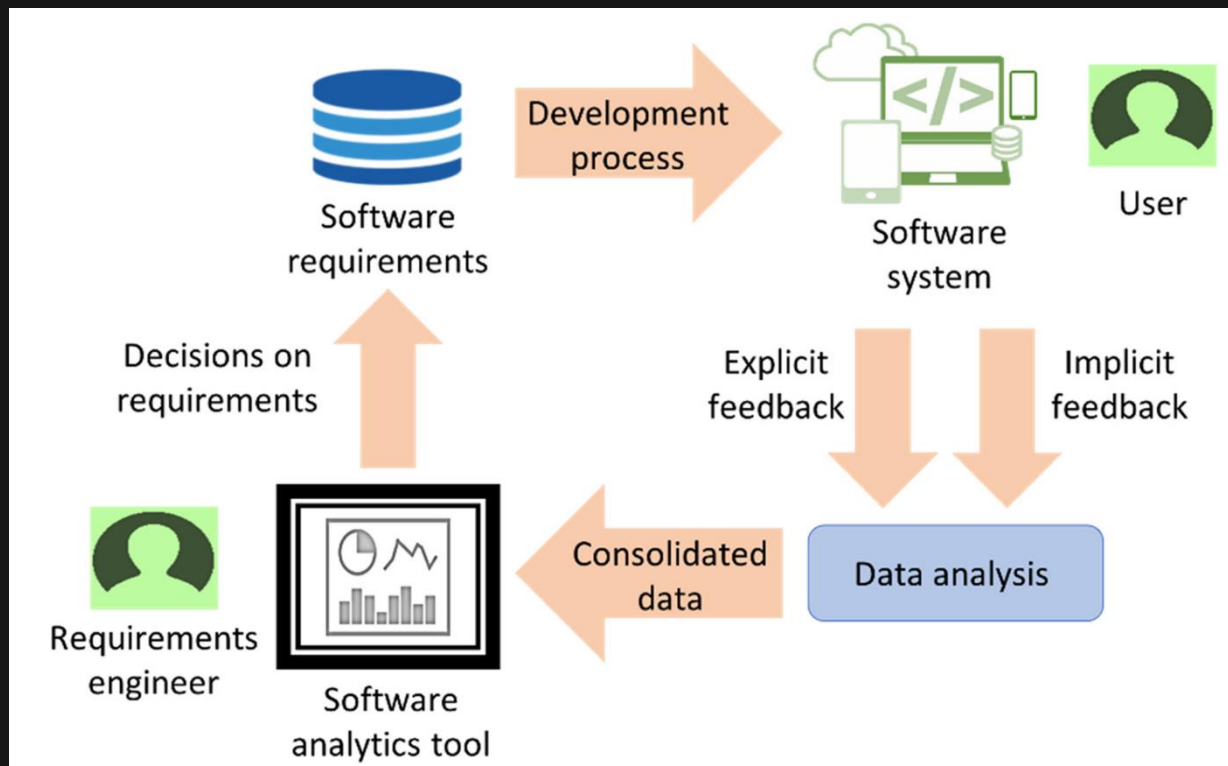 Development
process
Software
requirements
Software
system
User
Decisions on
requirements
Explicit
feedback
Implicit
feedback
Consolidated
data
Data analysis
Requirements
engineer
Software
analytics tool
</>